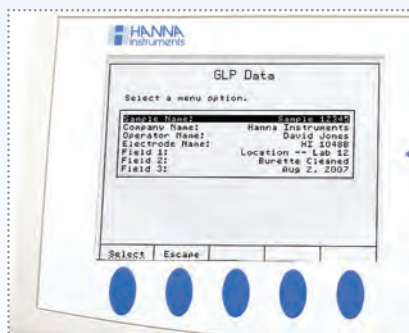 HANNA
instruments
GLP Data
Select a menu option.
Sample Name: Sample 12345
Company Name: Hanna Instruments
Operator Name: David Jones
Electrode Name: HI 1048B
Field 1: Location -- Lab 12
Field 2: Burette Cleaned
Field 3: Aug 2, 2007
Select Escape